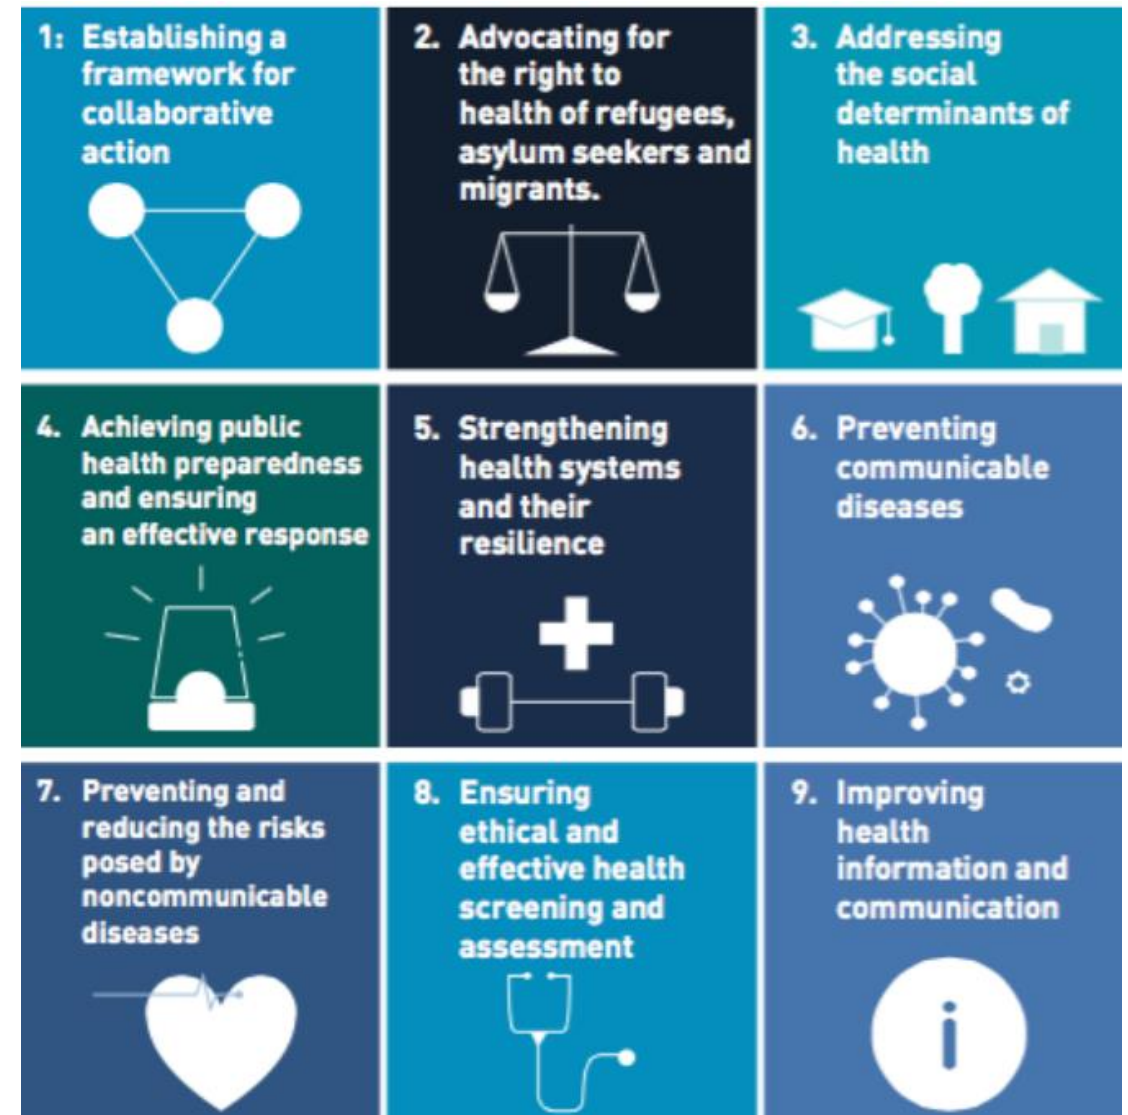 1: Establishing a
framework for
collaborative
action
2. Advocating for
the right to
health of refugees,
asylum seekers and
migrants.
3. Addressing
the social
determinants of
health
4. Achieving public
health preparedness
and ensuring
an effective response
5. Strengthening
health systems
and their
resilience
6. Preventing
communicable
diseases
7. Preventing and
reducing the risks
posed by
noncommunicable
diseases
8. Ensuring
ethical and
effective health
screening and
assessment
9. Improving
health
information and
communication
i